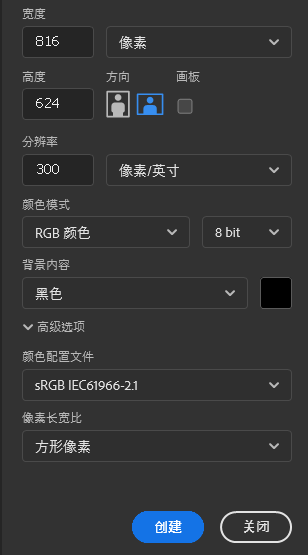 宽度
816 像素
高度 方向 画板
624
分辨率
300 像素/英寸
颜色模式
RGB 颜色 8 bit
背景内容
黑色
高级选项
颜色配置文件
sRGB IEC61966-2.1
像素长宽比
方形像素
创建 关闭